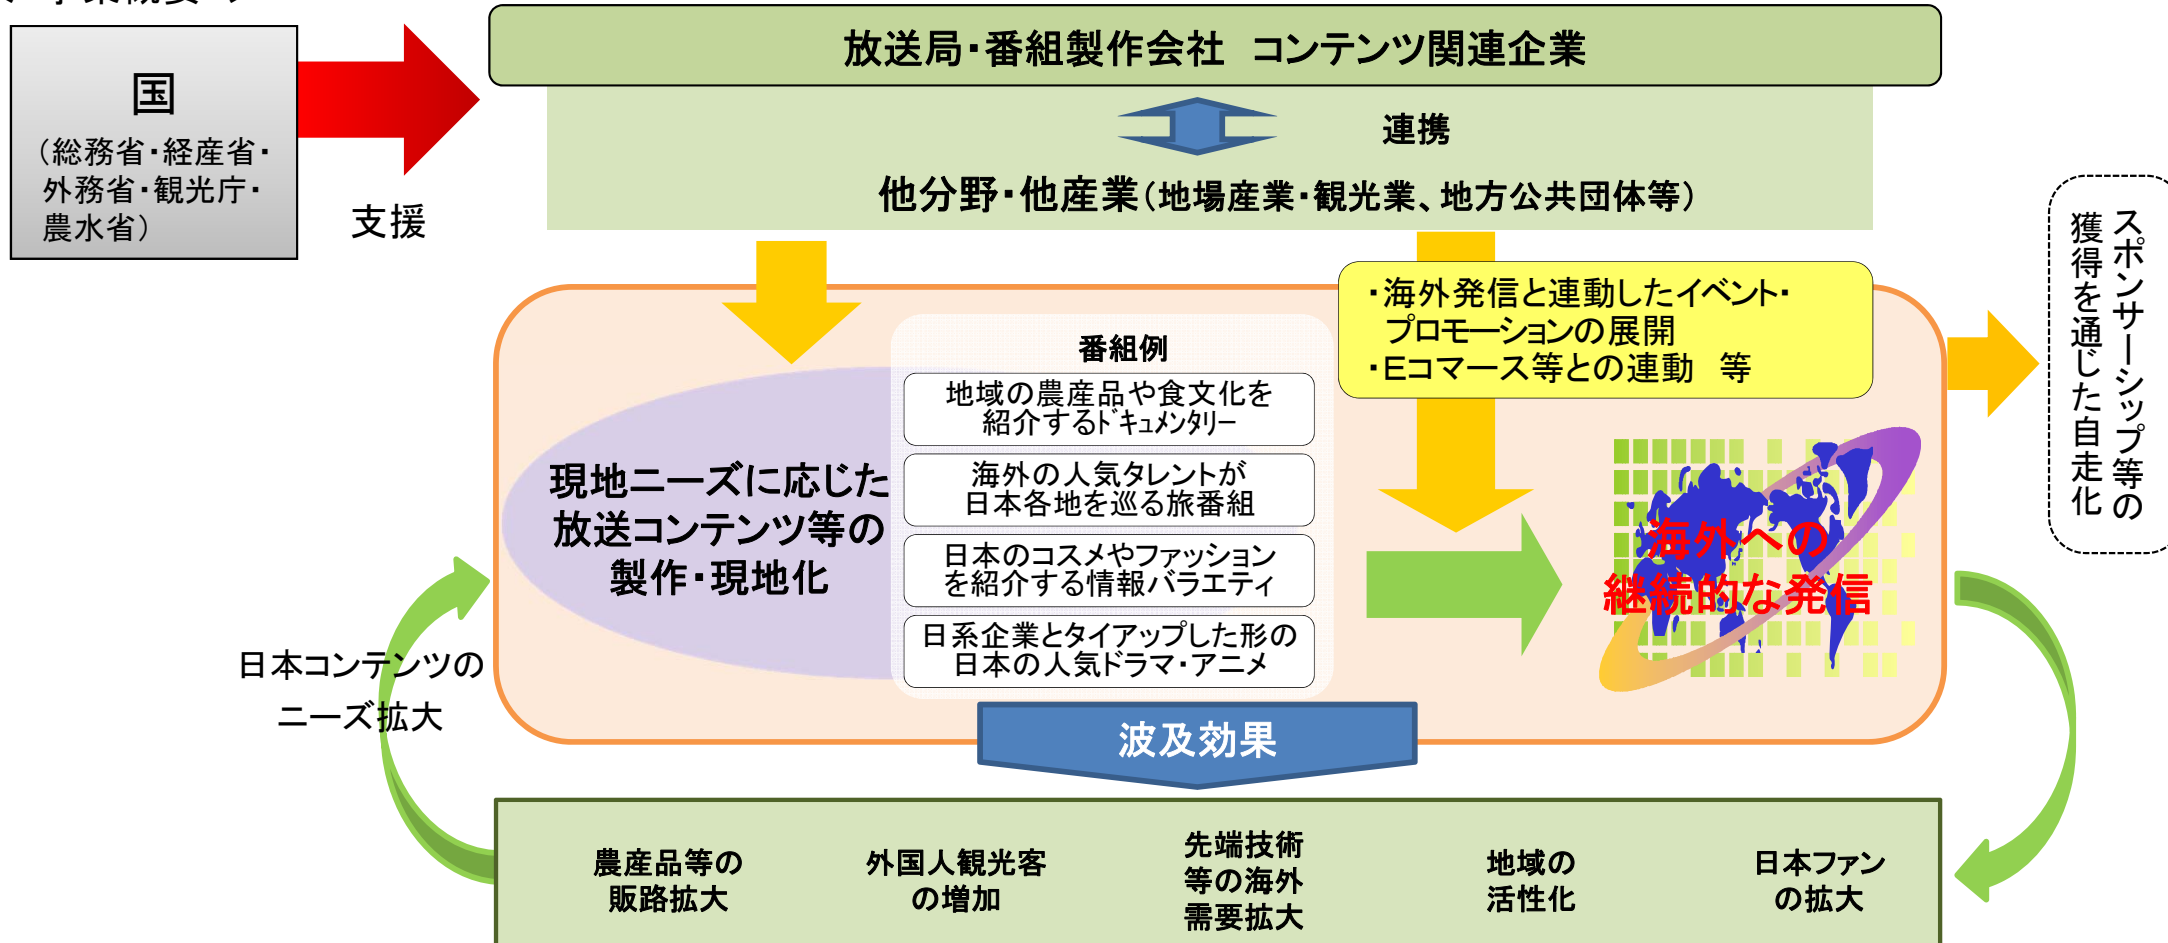 国
（総務省・経産省・
外務省・観光庁・
農水省）
支援
放送局・番組製作会社　コンテンツ関連企業
連携
他分野・他産業（地場産業・観光業、地方公共団体等）
・海外発信と連動したイベント・
プロモーションの展開
・Eコマース等との連動　等
スポンサーシップ等の
獲得を通じた自走化
番組例
地域の農産品や食文化を
紹介するドキュメンタリー
海外の人気タレントが
日本各地を巡る旅番組
日本のコスメやファッション
を紹介する情報バラエティ
日系企業とタイアップした形の
日本の人気ドラマ・アニメ
現地ニーズに応じた
放送コンテンツ等の
製作・現地化
海外への
継続的な発信
日本コンテンツの
ニーズ拡大
波及効果
農産品等の
販路拡大
外国人観光客
の増加
先端技術
等の海外
需要拡大
地域の
活性化
日本ファン
の拡大